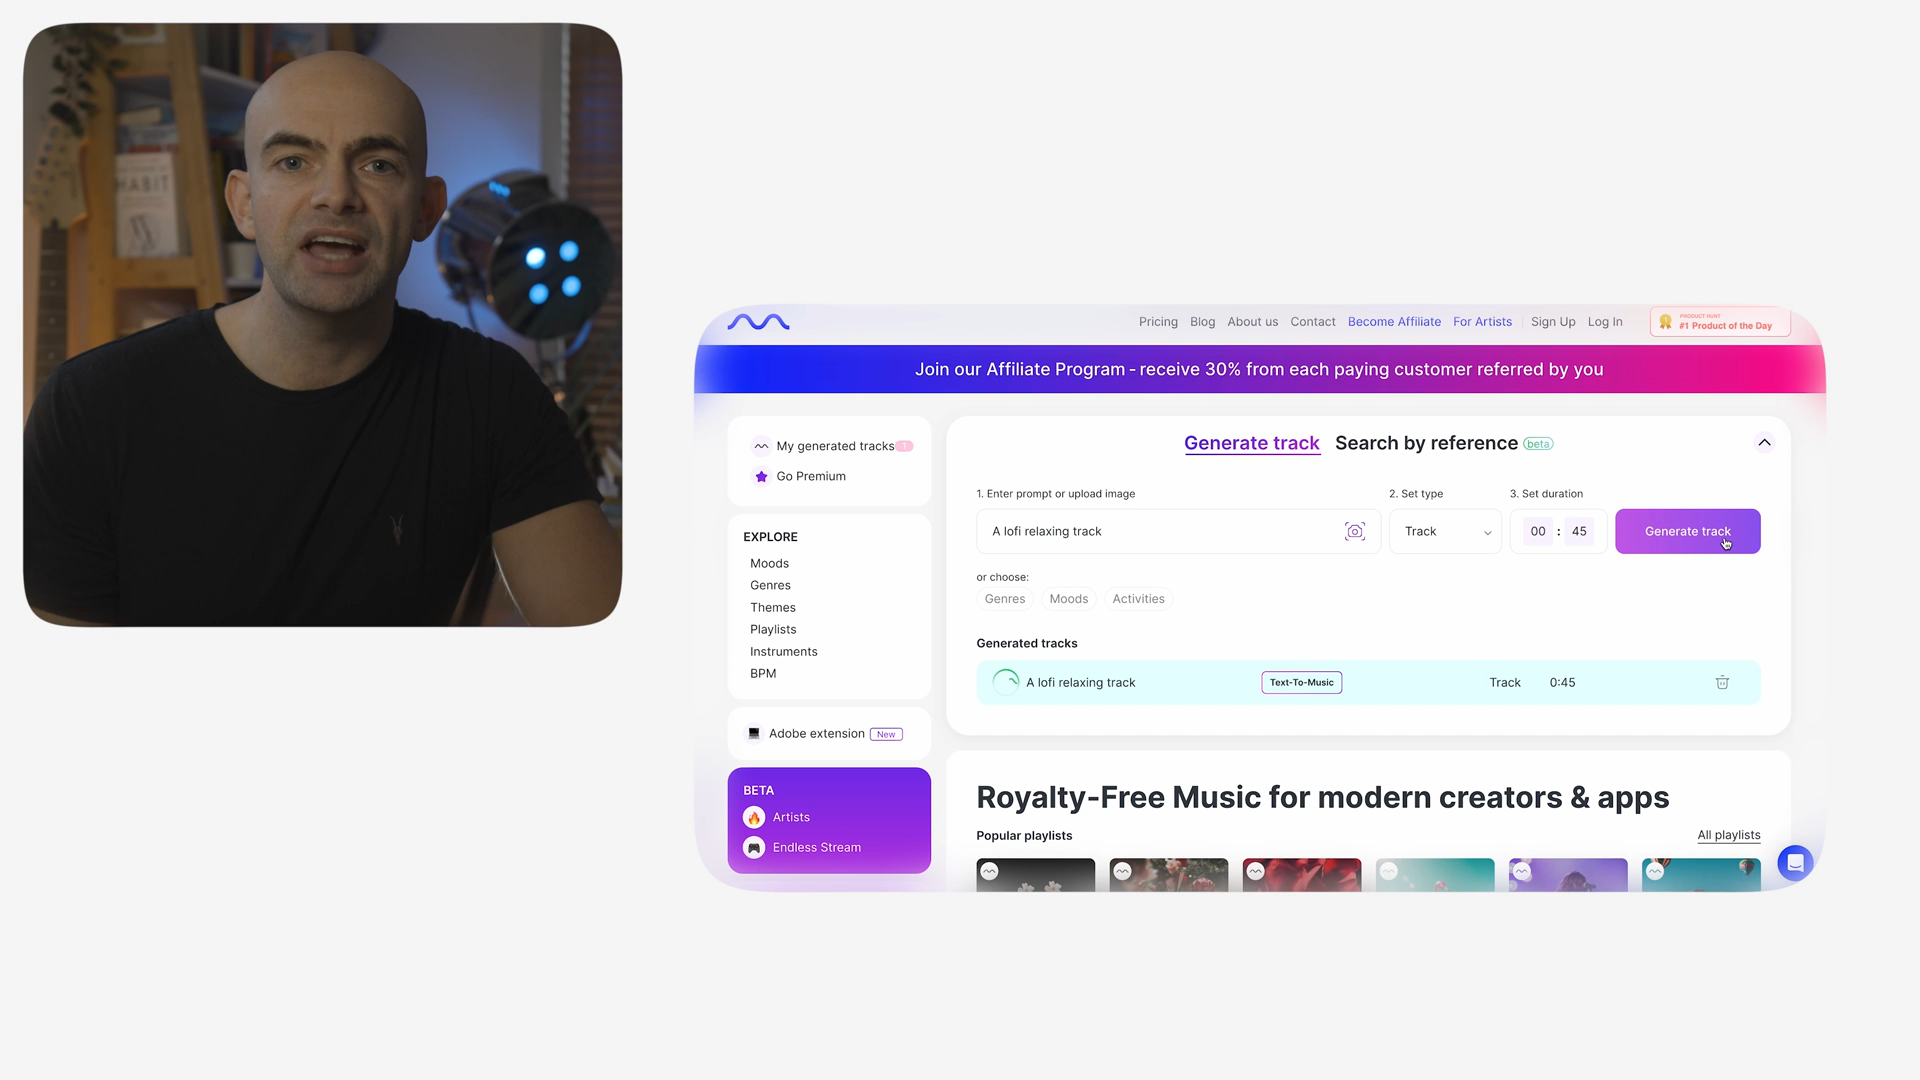 HABIT
Pricing Blog About us Contact Become Affiliate For Artists Sign Up Log In
PRODUCT HUNT
#1 Product of the Day
Join our Affiliate Program - receive 30% from each paying customer referred by you
My generated tracks 1
Go Premium
EXPLORE
Moods
Genres
Themes
Playlists
Instruments
BPM
Adobe extension New
BETA
Artists
Endless Stream
Generate track Search by reference beta
1. Enter prompt or upload image 2. Set type 3. Set duration
A lofi relaxing track Track 00 : 45 Generate track
or choose:
Genres Moods Activities
Generated tracks
A lofi relaxing track Text-To-Music Track 0:45
Royalty-Free Music for modern creators & apps
Popular playlists All playlists